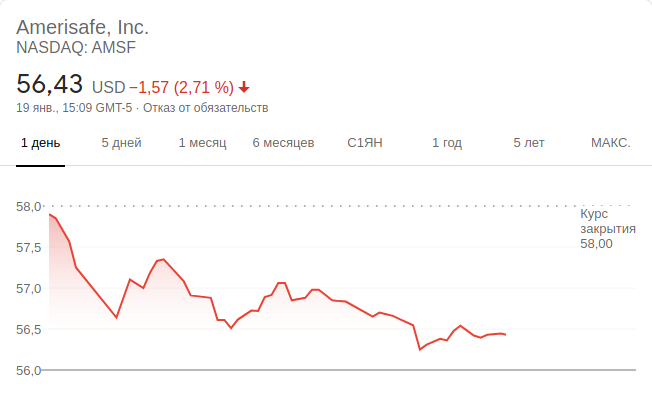 Amerisafe, Inc.
NASDAQ: AMSF
56,43 USD −1,57 (2,71 %)
19 янв., 15:09 GMT-5 · Отказ от обязательств
1 день 5 дней 1 месяц 6 месяцев С1ЯН 1 год 5 лет МАКС.
58,0
Курс
закрытия
58,00
57,5
57,0
56,5
56,0